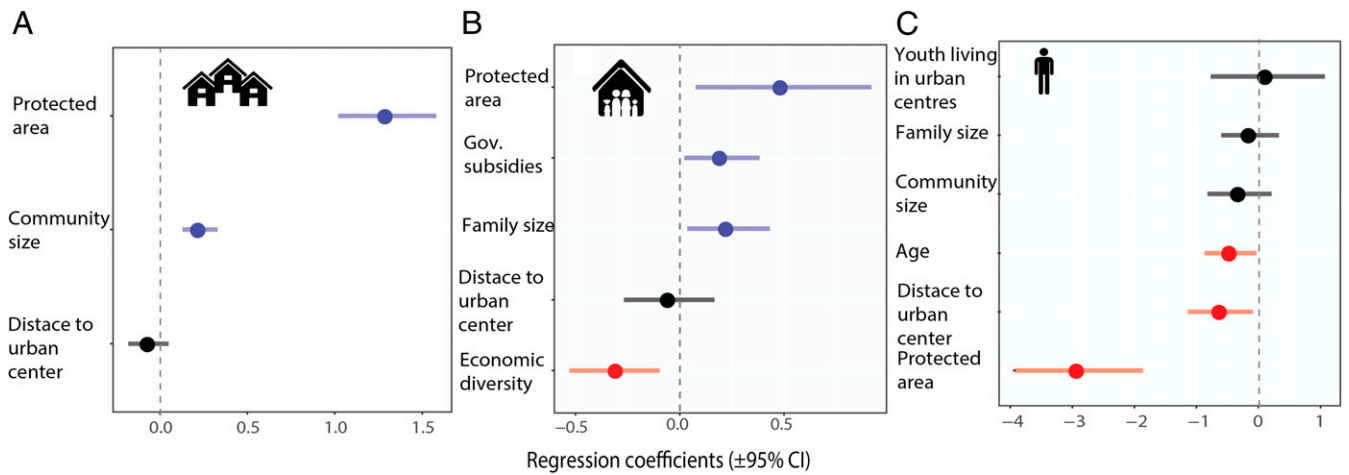 A
Protected
area
Community
size
Distace to
urban
center
0.0
0.5
1.0
1.5
B
Protected
area
Gov.
subsidies
Family size
Distace to
urban
center
Economic
diversity
−0.5
0.0
0.5
C
Youth living
in urban
centres
Family size
Community
size
Age
Distace to
urban
center
Protected
area
−4
−3
−2
−1
0
1
Regression coefficients (±95% CI)